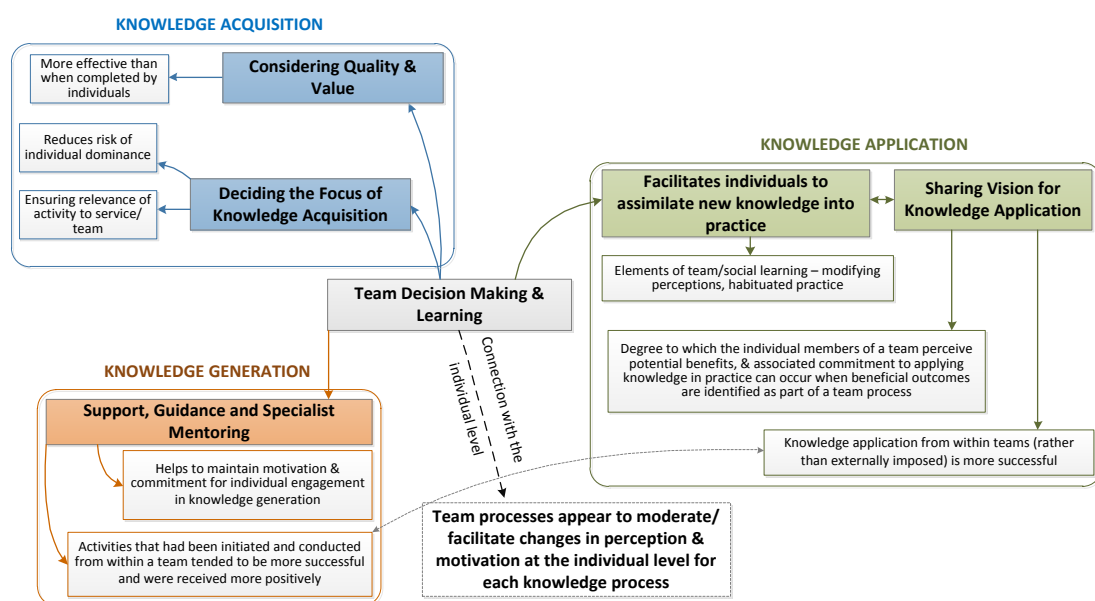 KNOWLEDGE ACQUISITION
More effective than
when completed by
individuals
Considering Quality &
Value
Reduces risk of
individual dominance
Ensuring relevance of
activity to service/
team
Deciding the Focus of
Knowledge Acquisition
KNOWLEDGE APPLICATION
Facilitates individuals to
assimilate new knowledge into
practice
Sharing Vision for
Knowledge Application
Elements of team/social learning – modifying
perceptions, habituated practice
Degree to which the individual members of a team perceive
potential benefits, & associated commitment to applying
knowledge in practice can occur when beneficial outcomes
are identified as part of a team process
Knowledge application from within teams (rather
than externally imposed) is more successful
Team Decision Making &
Learning
Connection with the
individual level
KNOWLEDGE GENERATION
Support, Guidance and Specialist
Mentoring
Helps to maintain motivation &
commitment for individual engagement
in knowledge generation
Activities that had been initiated and conducted
from within a team tended to be more successful
and were received more positively
Team processes appear to moderate/
facilitate changes in perception &
motivation at the individual level for
each knowledge process